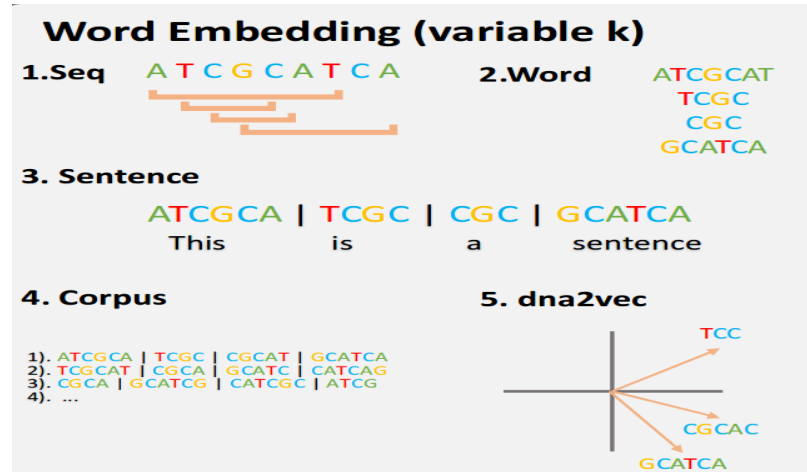 Word Embedding (variable k)
1.Seq A T C G C A T C A
2.Word ATCGCAT
TCGC
CGC
GCATCA
3. Sentence
ATCGCA | TCGC | CGC | GCATCA
This is a sentence
4. Corpus
1). ATCGCA | TCGC | CGCAT | GCATCA
2). TCGCAT | CGCA | GCATC | CATCAG
3). CGCA | GCATCG | CATCGC | ATCG
4). ...
5. dna2vec
TCC
CGCAC
GCATCA